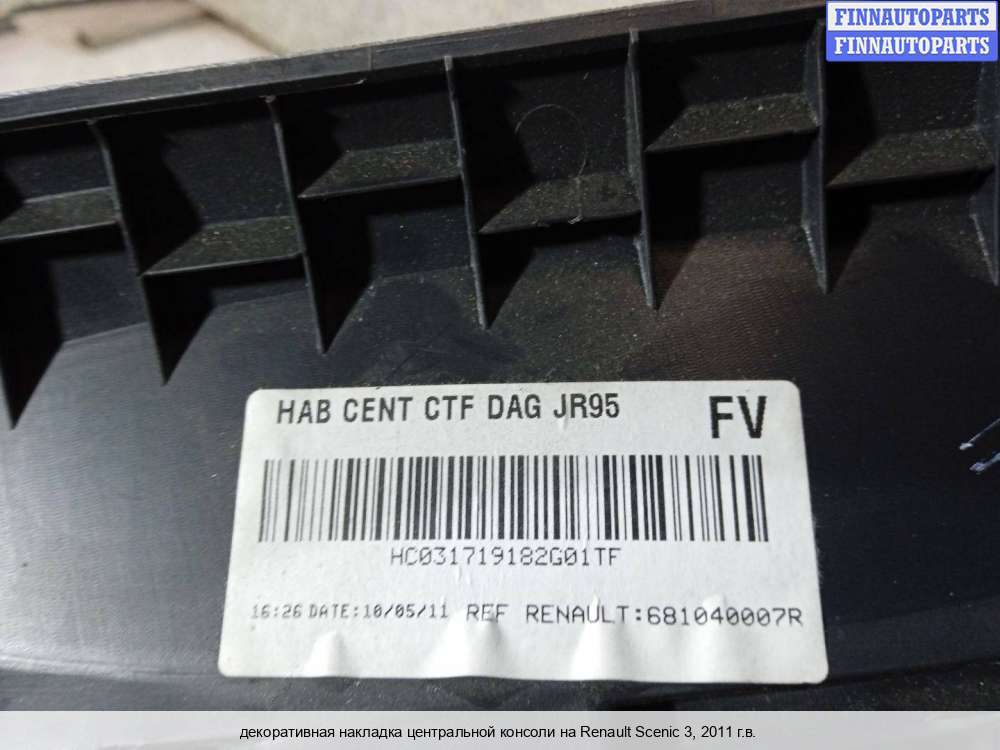 FINNAUTOPARTS
FINNAUTOPARTS
HAB CENT CTF DAG JR95
FV
HC031719182G01TF
16:26 DATE:10/05/11 REF RENAULT:681040007R
декоративная накладка центральной консоли на Renault Scenic 3, 2011 г.в.